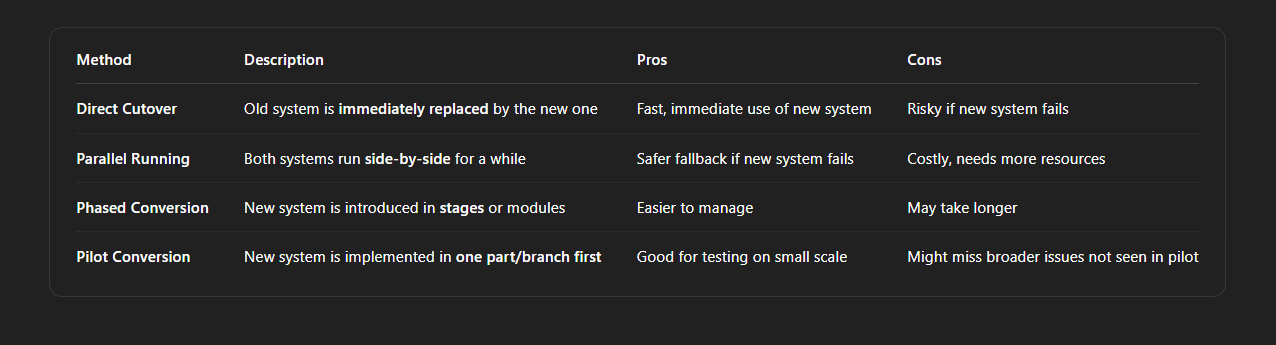 Method Description Pros Cons
Direct Cutover Old system is immediately replaced by the new one Fast, immediate use of new system Risky if new system fails
Parallel Running Both systems run side-by-side for a while Safer fallback if new system fails Costly, needs more resources
Phased Conversion New system is introduced in stages or modules Easier to manage May take longer
Pilot Conversion New system is implemented in one part/branch first Good for testing on small scale Might miss broader issues not seen in pilot